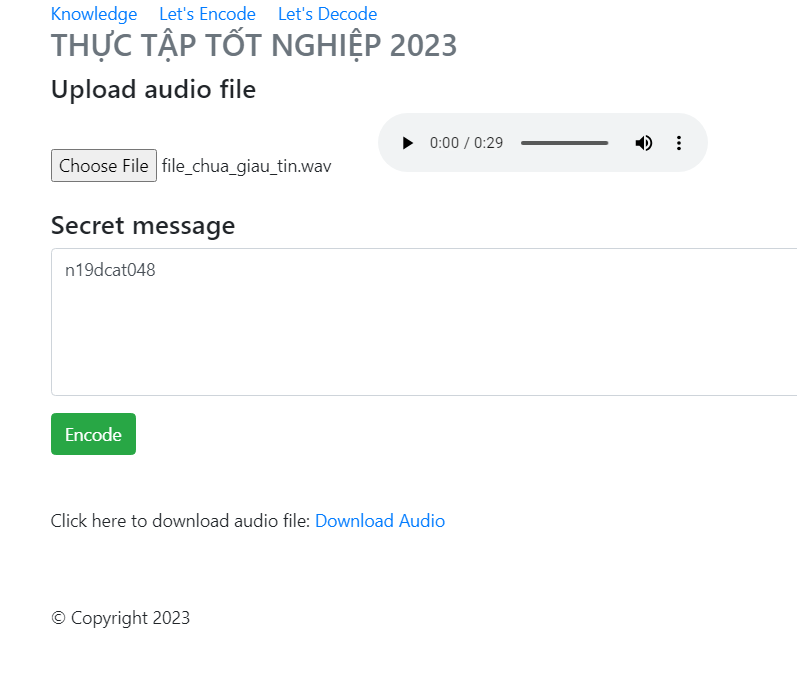 Knowledge Let's Encode Let's Decode
THỰC TẬP TỐT NGHIỆP 2023
Upload audio file
Choose File file_chua_giau_tin.wav 0:00 / 0:29
Secret message
n19dcat048
Encode
Click here to download audio file: Download Audio
© Copyright 2023